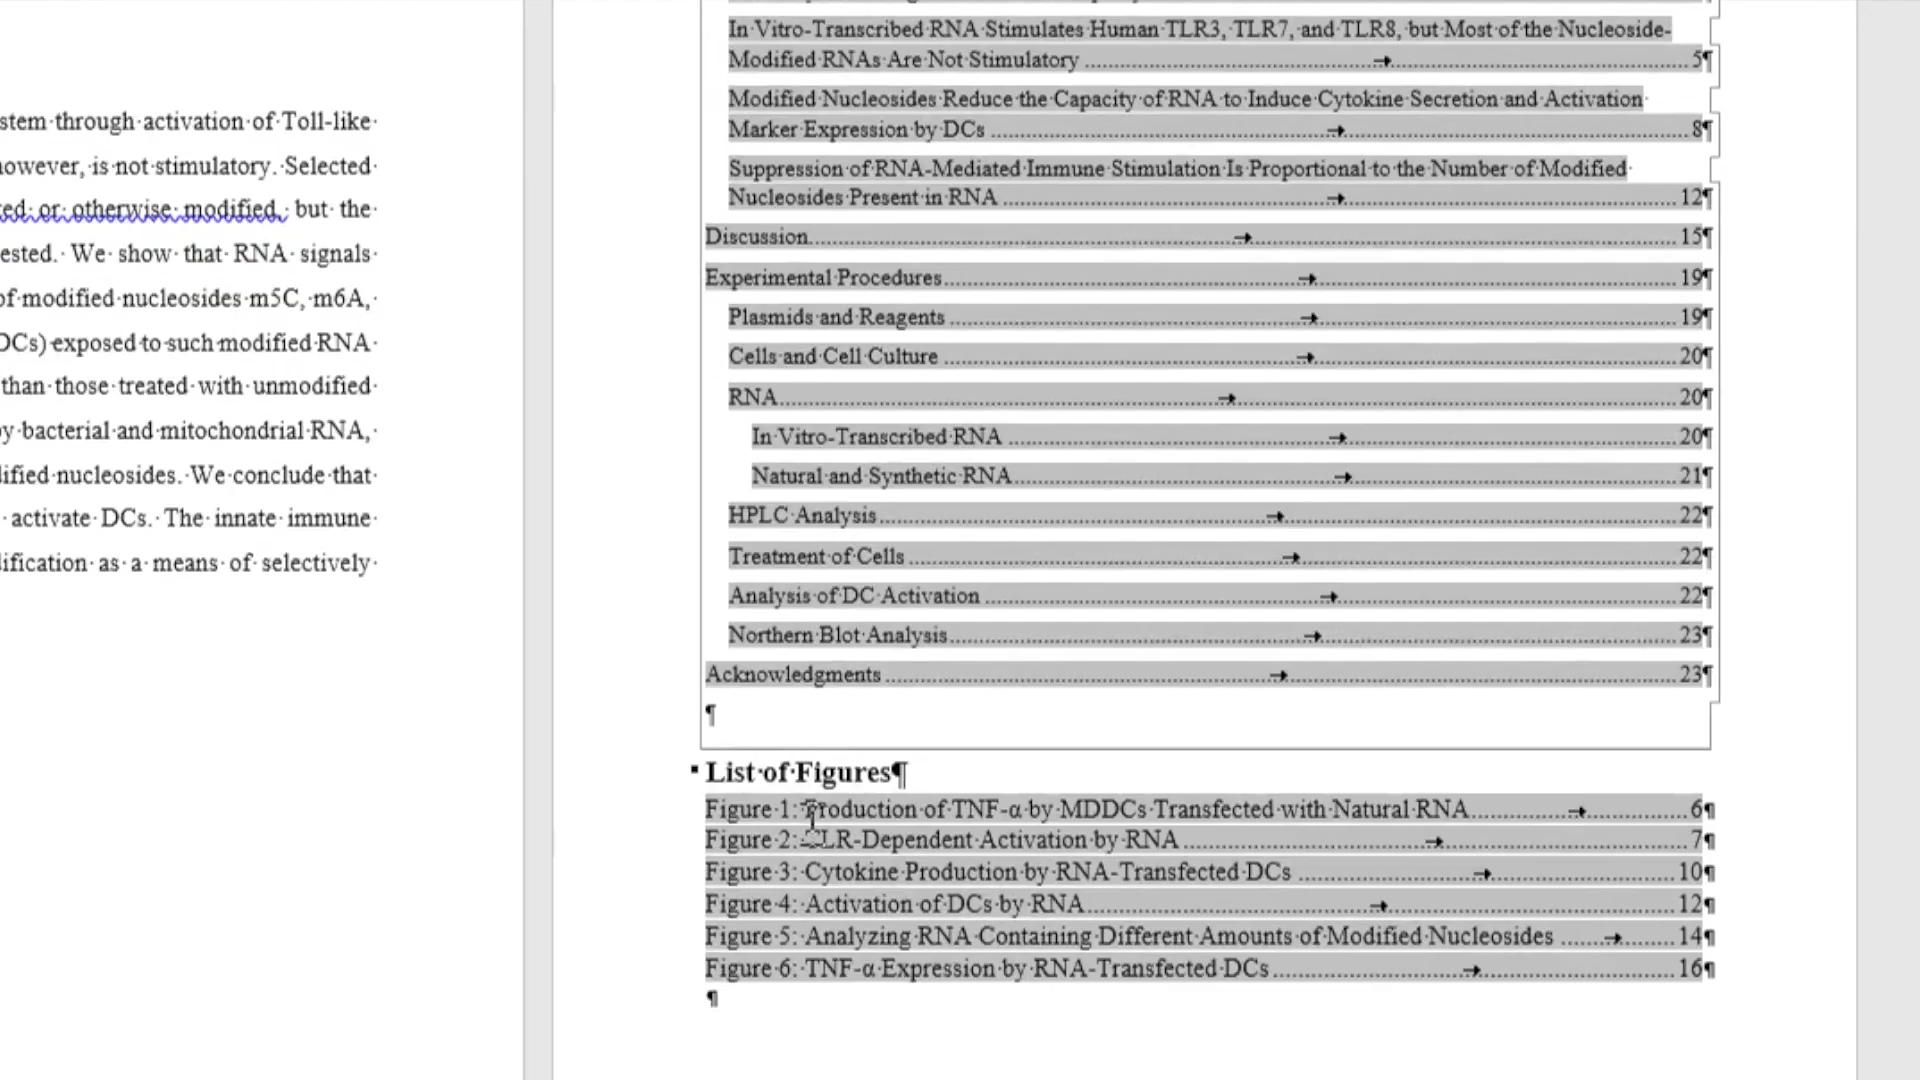 stem through activation of Toll-like
however, is not stimulatory. Selected
or otherwise modified, but the
ested. We show that RNA signals
of modified nucleosides m5C, m6A,
DCs) exposed to such modified RNA
than those treated with unmodified
by bacterial and mitochondrial RNA,
nucleosides. We conclude that
activate DCs. The innate immune
as a means of selectively
In Vitro-Transcribed RNA Stimulates Human TLR3, TLR7, and TLR8, but Most of the Nucleoside-
Modified RNAs Are Not Stimulatory → 5¶
Modified Nucleosides Reduce the Capacity of RNA to Induce Cytokine Secretion and Activation
Marker Expression by DCs → 8¶
Suppression of RNA-Mediated Immune Stimulation Is Proportional to the Number of Modified
Nucleosides Present in RNA → 12¶
Discussion → 15¶
Experimental Procedures → 19¶
Plasmids and Reagents → 19¶
Cells and Cell Culture → 20¶
RNA → 20¶
In Vitro-Transcribed RNA → 20¶
Natural and Synthetic RNA → 21¶
HPLC Analysis → 22¶
Treatment of Cells → 22¶
Analysis of DC Activation → 22¶
Northern Blot Analysis → 23¶
Acknowledgments → 23¶
¶
List of Figures¶
Figure 1: Production of TNF-α by MDDCs Transfected with Natural RNA → 6¶
Figure 2: TLR-Dependent Activation by RNA → 7¶
Figure 3: Cytokine Production by RNA-Transfected DCs → 10¶
Figure 4: Activation of DCs by RNA → 12¶
Figure 5: Analyzing RNA Containing Different Amounts of Modified Nucleosides → 14¶
Figure 6: TNF-α Expression by RNA-Transfected DCs → 16¶
¶